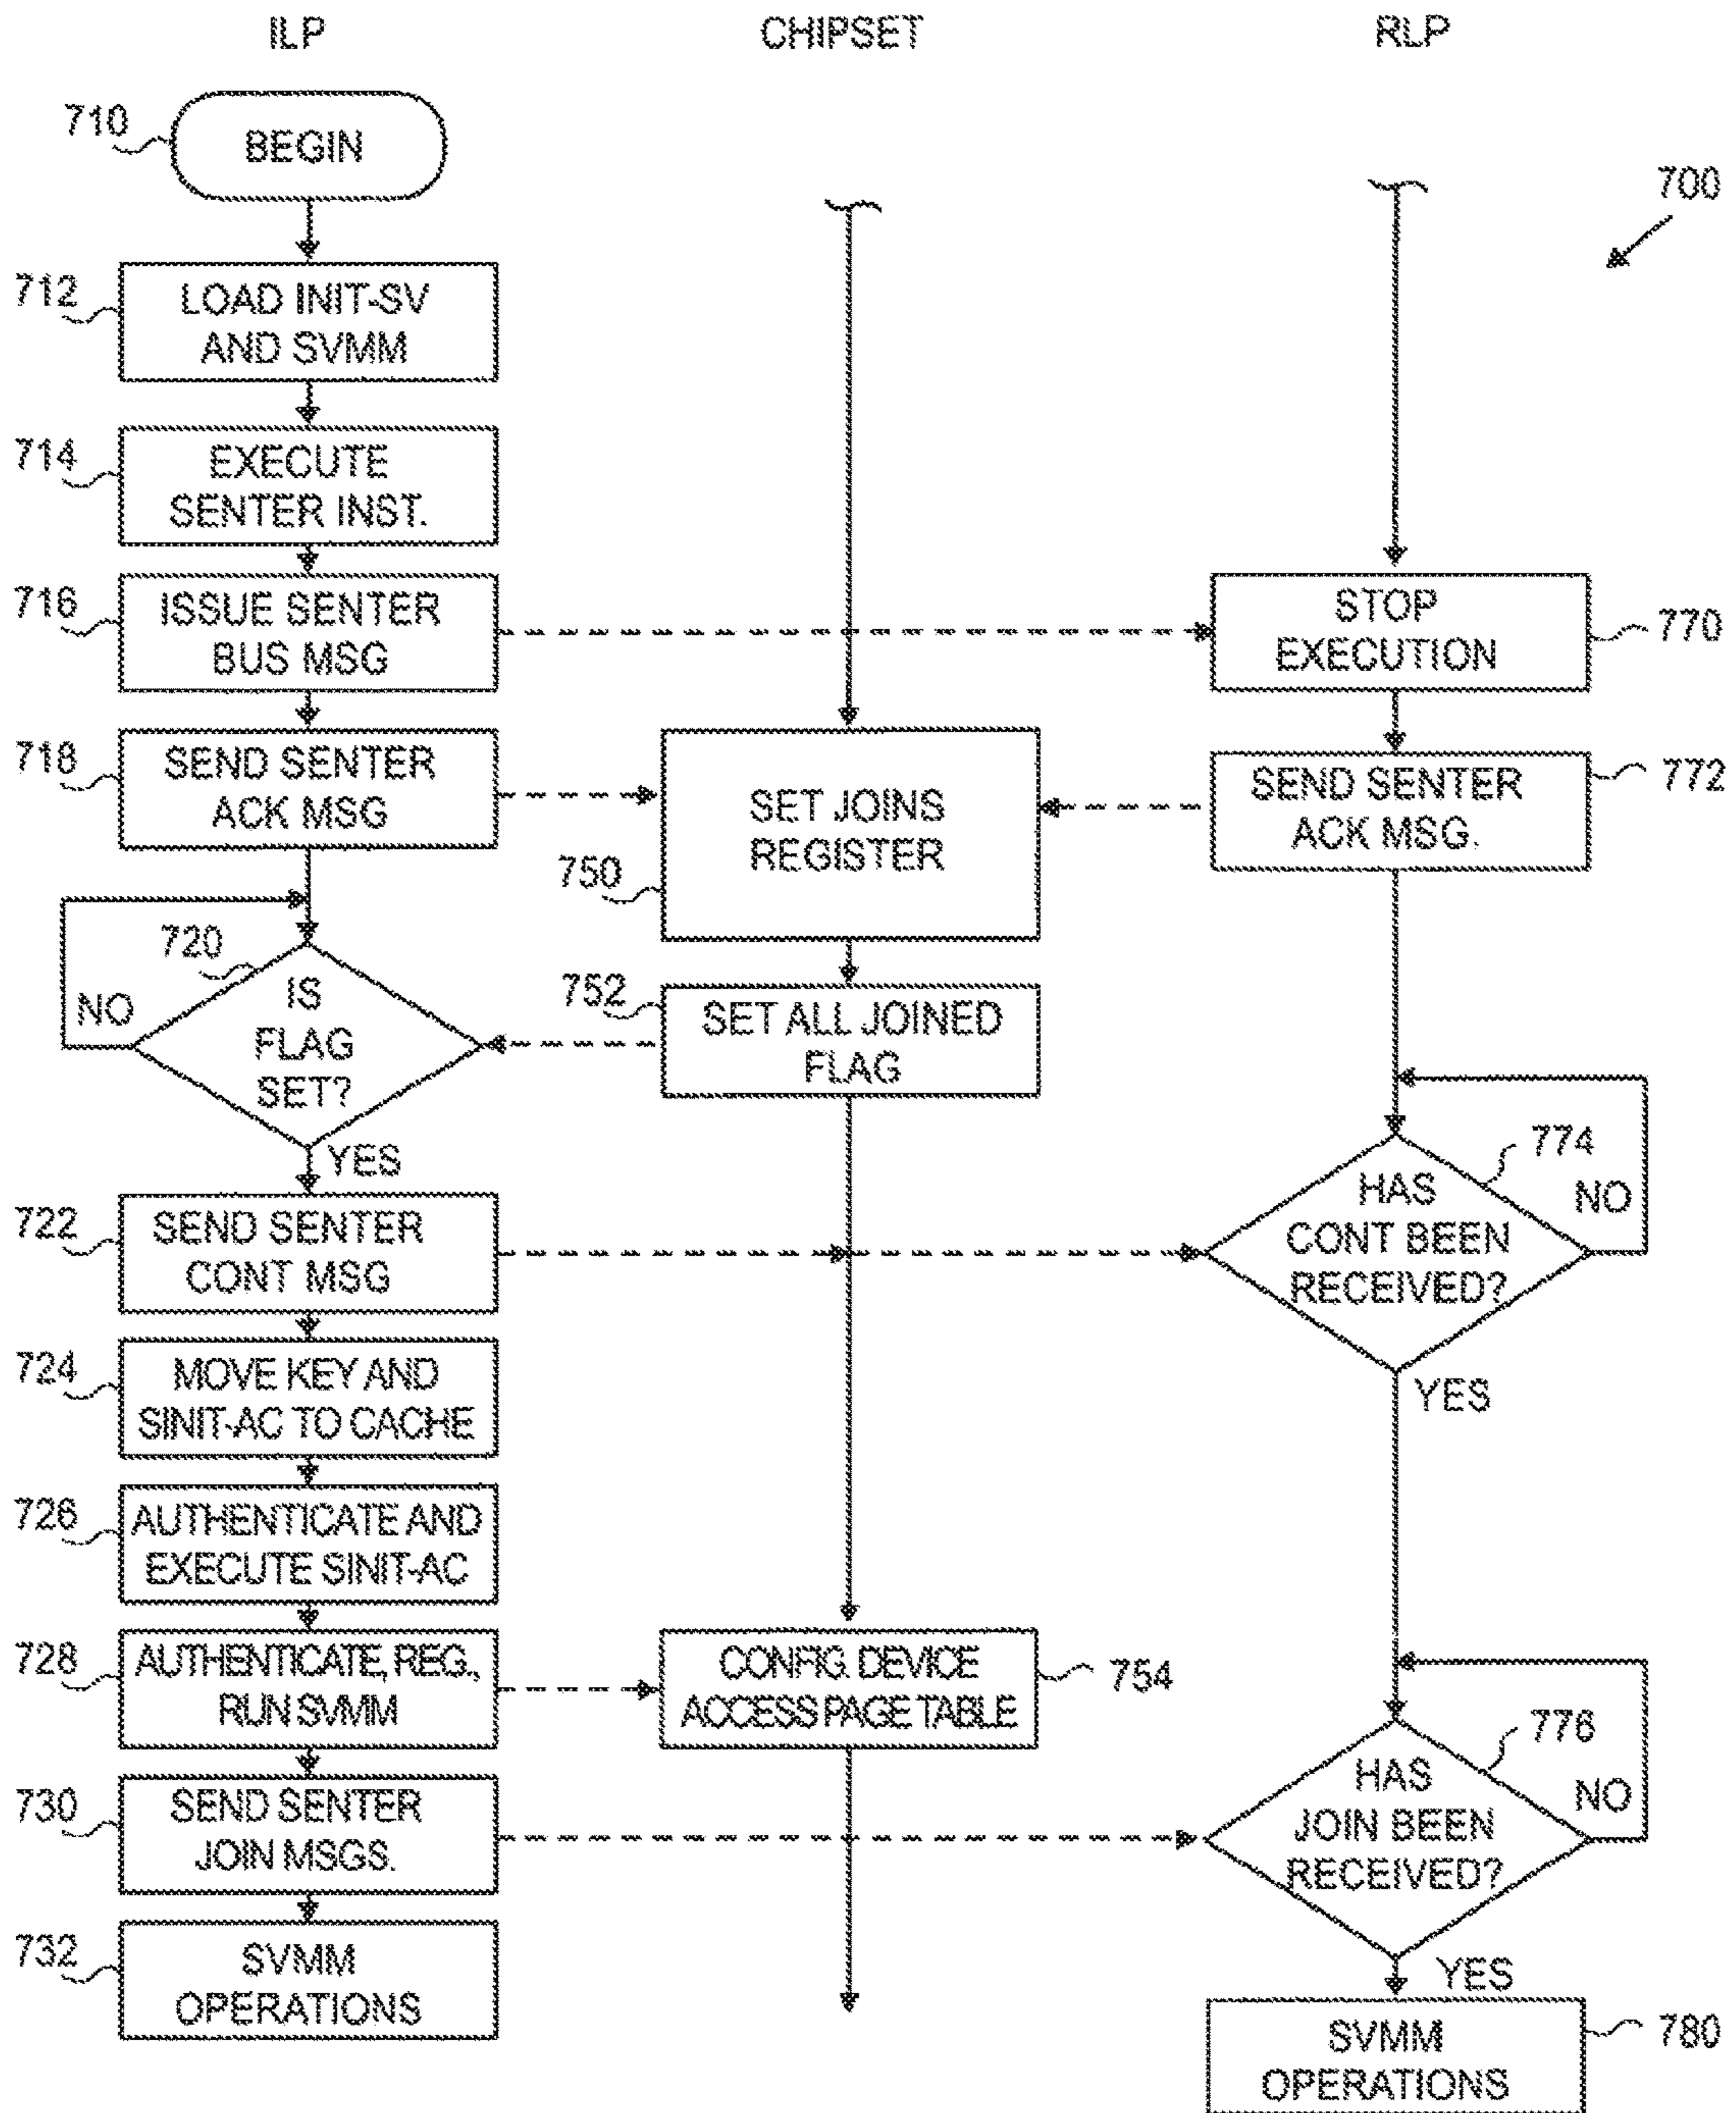 ILP
CHIPSET
RLP
700
710
BEGIN
712
LOAD INIT-SV
AND SVMM
714
EXECUTE
SENTER INST.
716
ISSUE SENTER
BUS MSG
STOP
EXECUTION
770
718
SEND SENTER
ACK MSG
SET JOINS
REGISTER
750
SEND SENTER
ACK MSG.
772
720
IS
FLAG
SET?
NO
YES
752
SET ALL JOINED
FLAG
774
HAS
CONT BEEN
RECEIVED?
NO
YES
722
SEND SENTER
CONT MSG
724
MOVE KEY AND
SINIT-AC TO CACHE
726
AUTHENTICATE AND
EXECUTE SINIT-AC
728
AUTHENTICATE, REG.,
RUN SVMM
CONFIG. DEVICE
ACCESS PAGE TABLE
754
776
HAS
JOIN BEEN
RECEIVED?
NO
YES
730
SEND SENTER
JOIN MSGS.
732
SVMM
OPERATIONS
SVMM
OPERATIONS
780